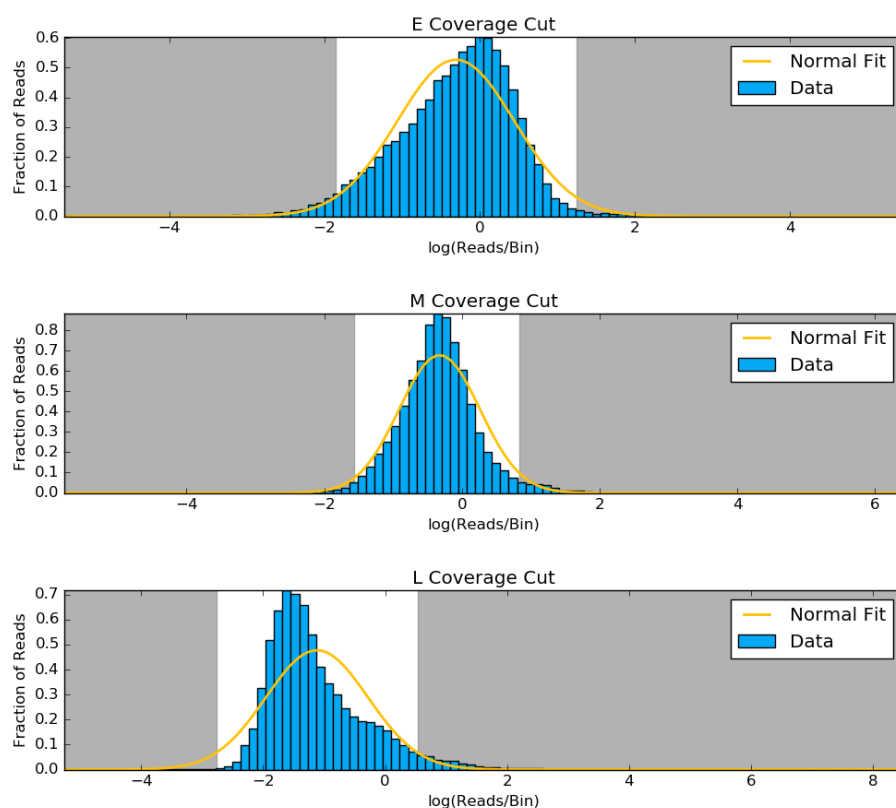 E Coverage Cut
0.6
0.5
0.4
0.3
0.2
0.1
0.0
Fraction of Reads
Normal Fit
Data
−4 −2 0 2 4
log(Reads/Bin)
M Coverage Cut
0.8
0.7
0.6
0.5
0.4
0.3
0.2
0.1
0.0
Fraction of Reads
Normal Fit
Data
−4 −2 0 2 4 6
log(Reads/Bin)
L Coverage Cut
0.7
0.6
0.5
0.4
0.3
0.2
0.1
0.0
Fraction of Reads
Normal Fit
Data
−4 −2 0 2 4 6 8
log(Reads/Bin)